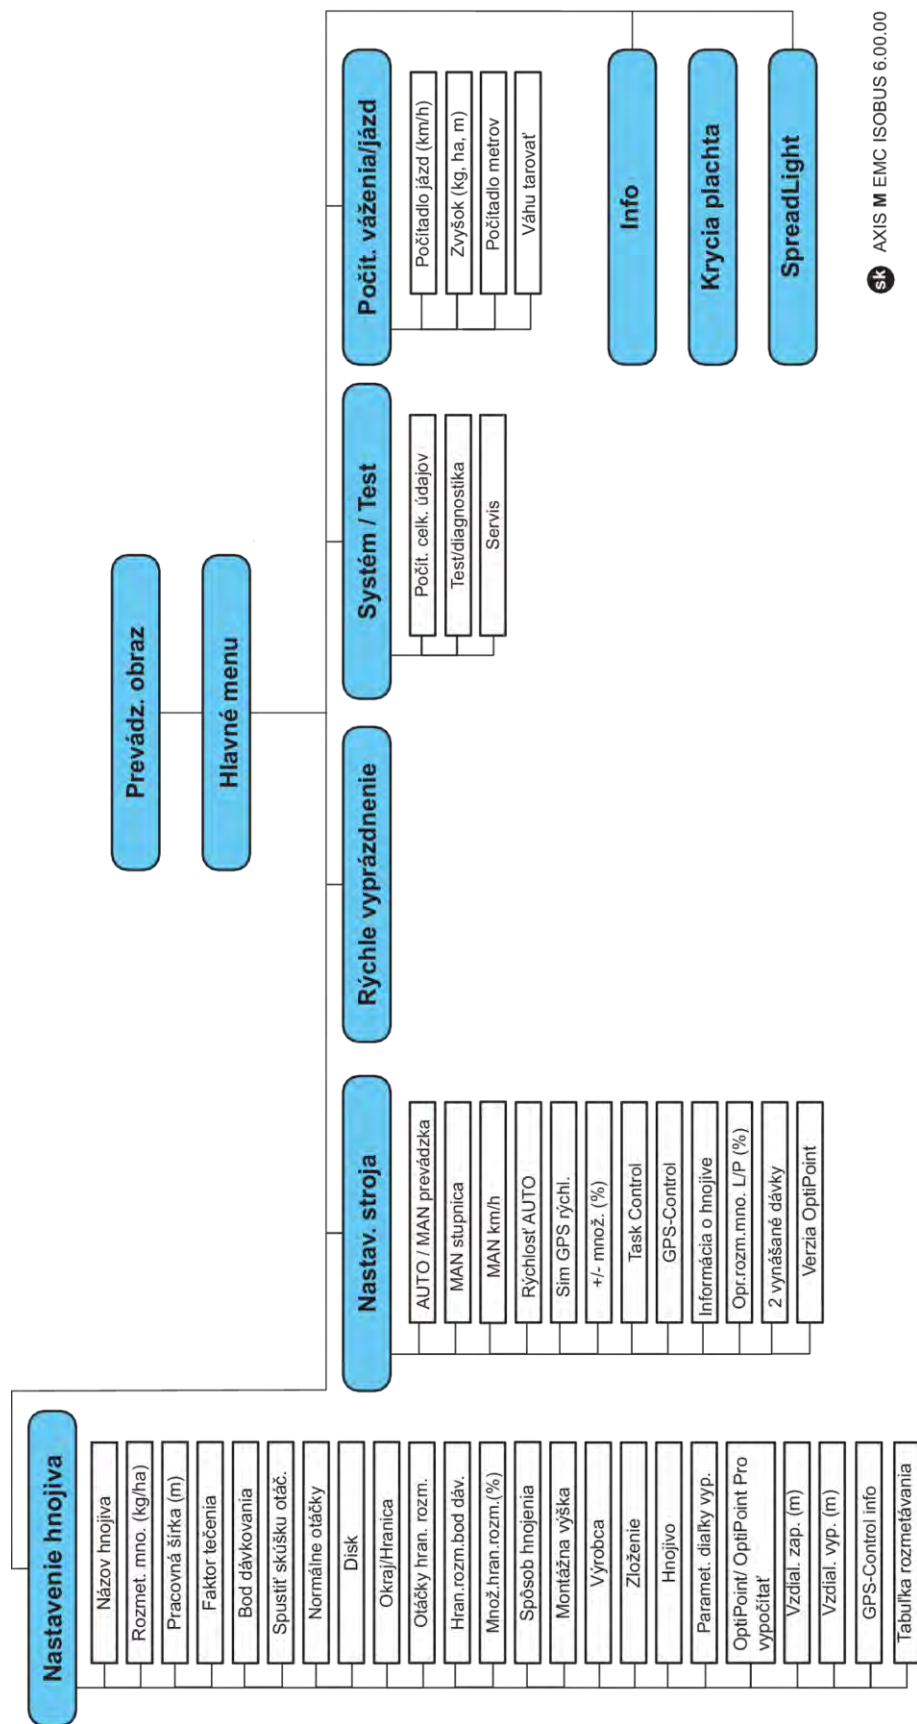 Prevádz. obraz
Hlavné menu
Nastavenie hnojiva
Názov hnojiva
Rozmet. mno. (kg/ha)
Pracovná šírka (m)
Faktor tečenia
Bod dávkovania
Spustiť skúšku otáč.
Normálne otáčky
Disk
Okraj/Hranica
Otáčky hran. rozm.
Hran.rozm.bod dáv.
Množ.hran.rozm.(%)
Spôsob hnojenia
Montážna výška
Výrobca
Zloženie
Hnojivo
Paramet. diaľky vyp.
OptiPoint/ OptiPoint Pro
vypočítať
Vzdial. zap. (m)
Vzdial. vyp. (m)
GPS-Control info
Tabuľka rozmetávania
Nastav. stroja
AUTO / MAN prevádzka
MAN stupnica
MAN km/h
Rýchlosť AUTO
Sim GPS rýchl.
+/- množ. (%)
Task Control
GPS-Control
Informácia o hnojive
Opr.rozm.mno. L/P (%)
2 vynášané dávky
Verzia OptiPoint
Rýchle vyprázdnenie
Systém / Test
Počít. celk. údajov
Test/diagnostika
Servis
Počít. váženia/jázd
Počítadlo jázd (km/h)
Zvyšok (kg, ha, m)
Počítadlo metrov
Váhu tarovať
Info
Krycia plachta
SpreadLight
sk AXIS M EMC ISOBUS 6.00.00